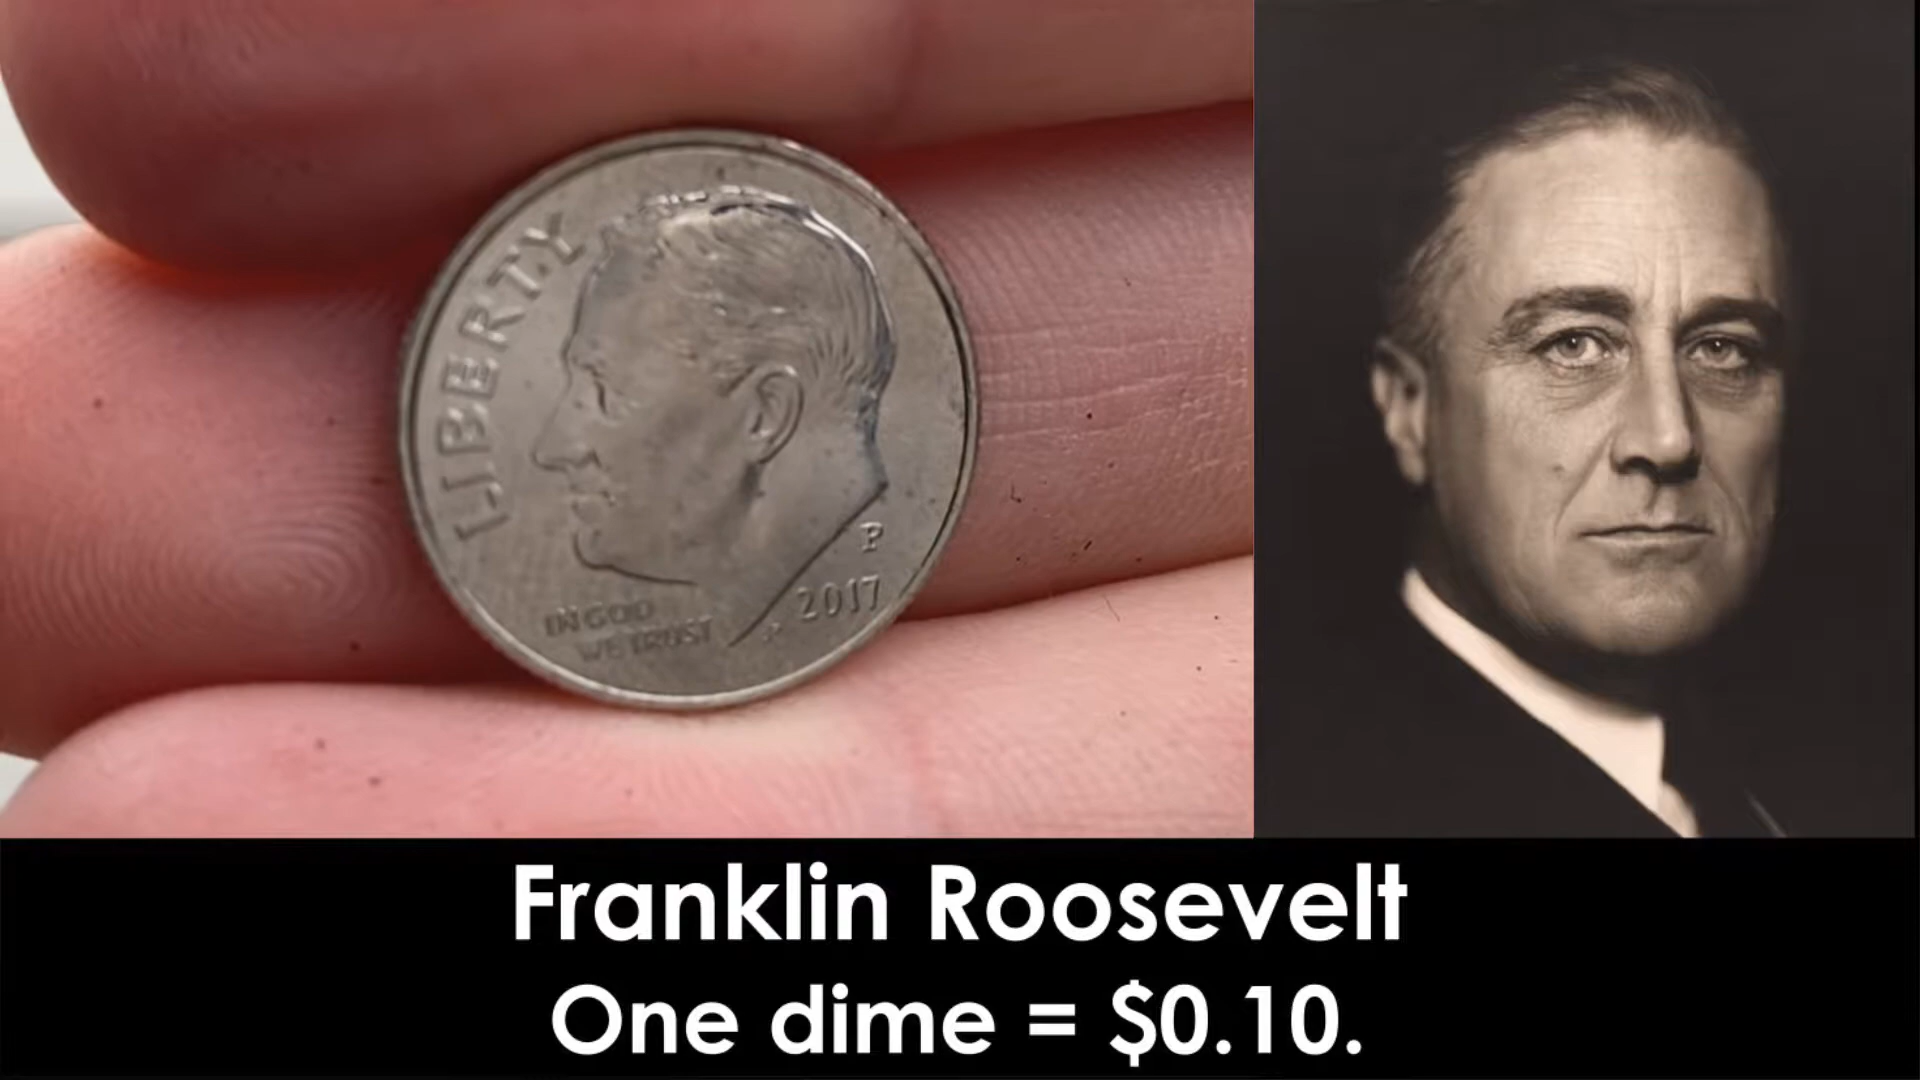 LIBERTY
IN GOD
WE TRUST
P
2017
Franklin Roosevelt
One dime = $0.10.